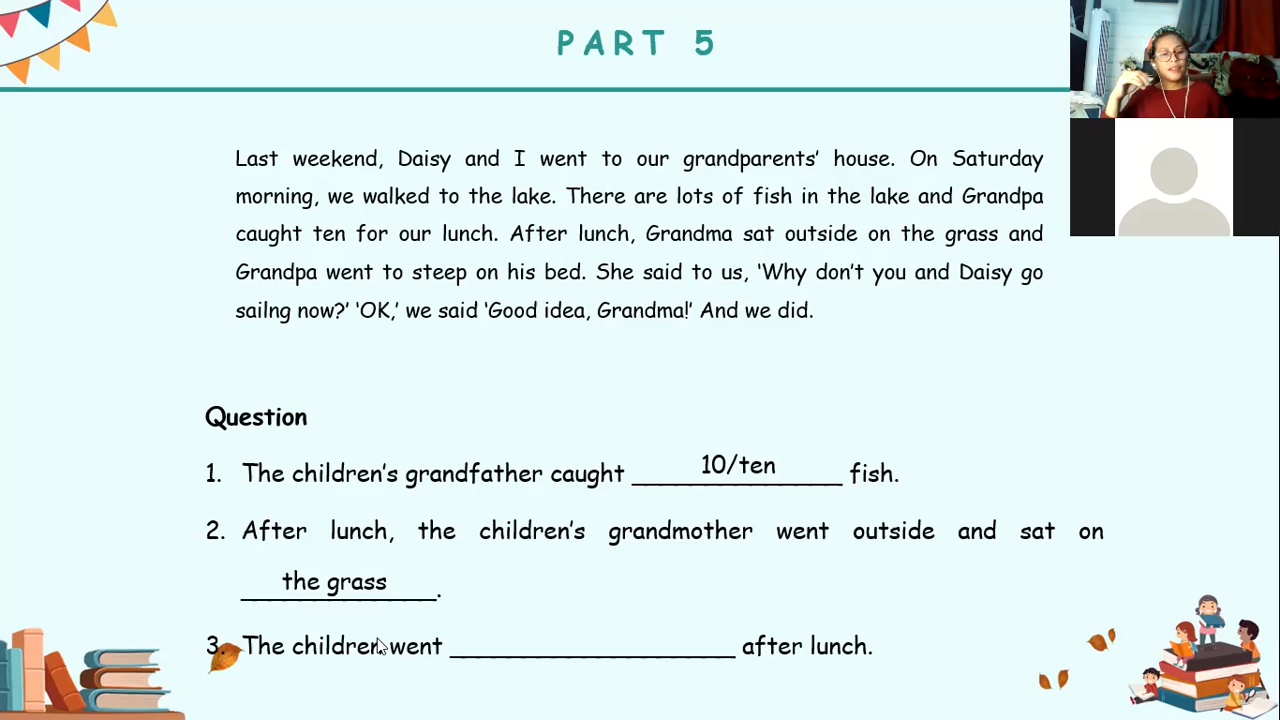 PART 5
Last weekend, Daisy and I went to our grandparents’ house. On Saturday
morning, we walked to the lake. There are lots of fish in the lake and Grandpa
caught ten for our lunch. After lunch, Grandma sat outside on the grass and
Grandpa went to steep on his bed. She said to us, ‘Why don’t you and Daisy go
sailng now?’ ‘OK,’ we said ‘Good idea, Grandma!’ And we did.
Question
1. The children’s grandfather caught 10/ten fish.
2. After lunch, the children’s grandmother went outside and sat on
the grass.
3. The children went ____________________ after lunch.